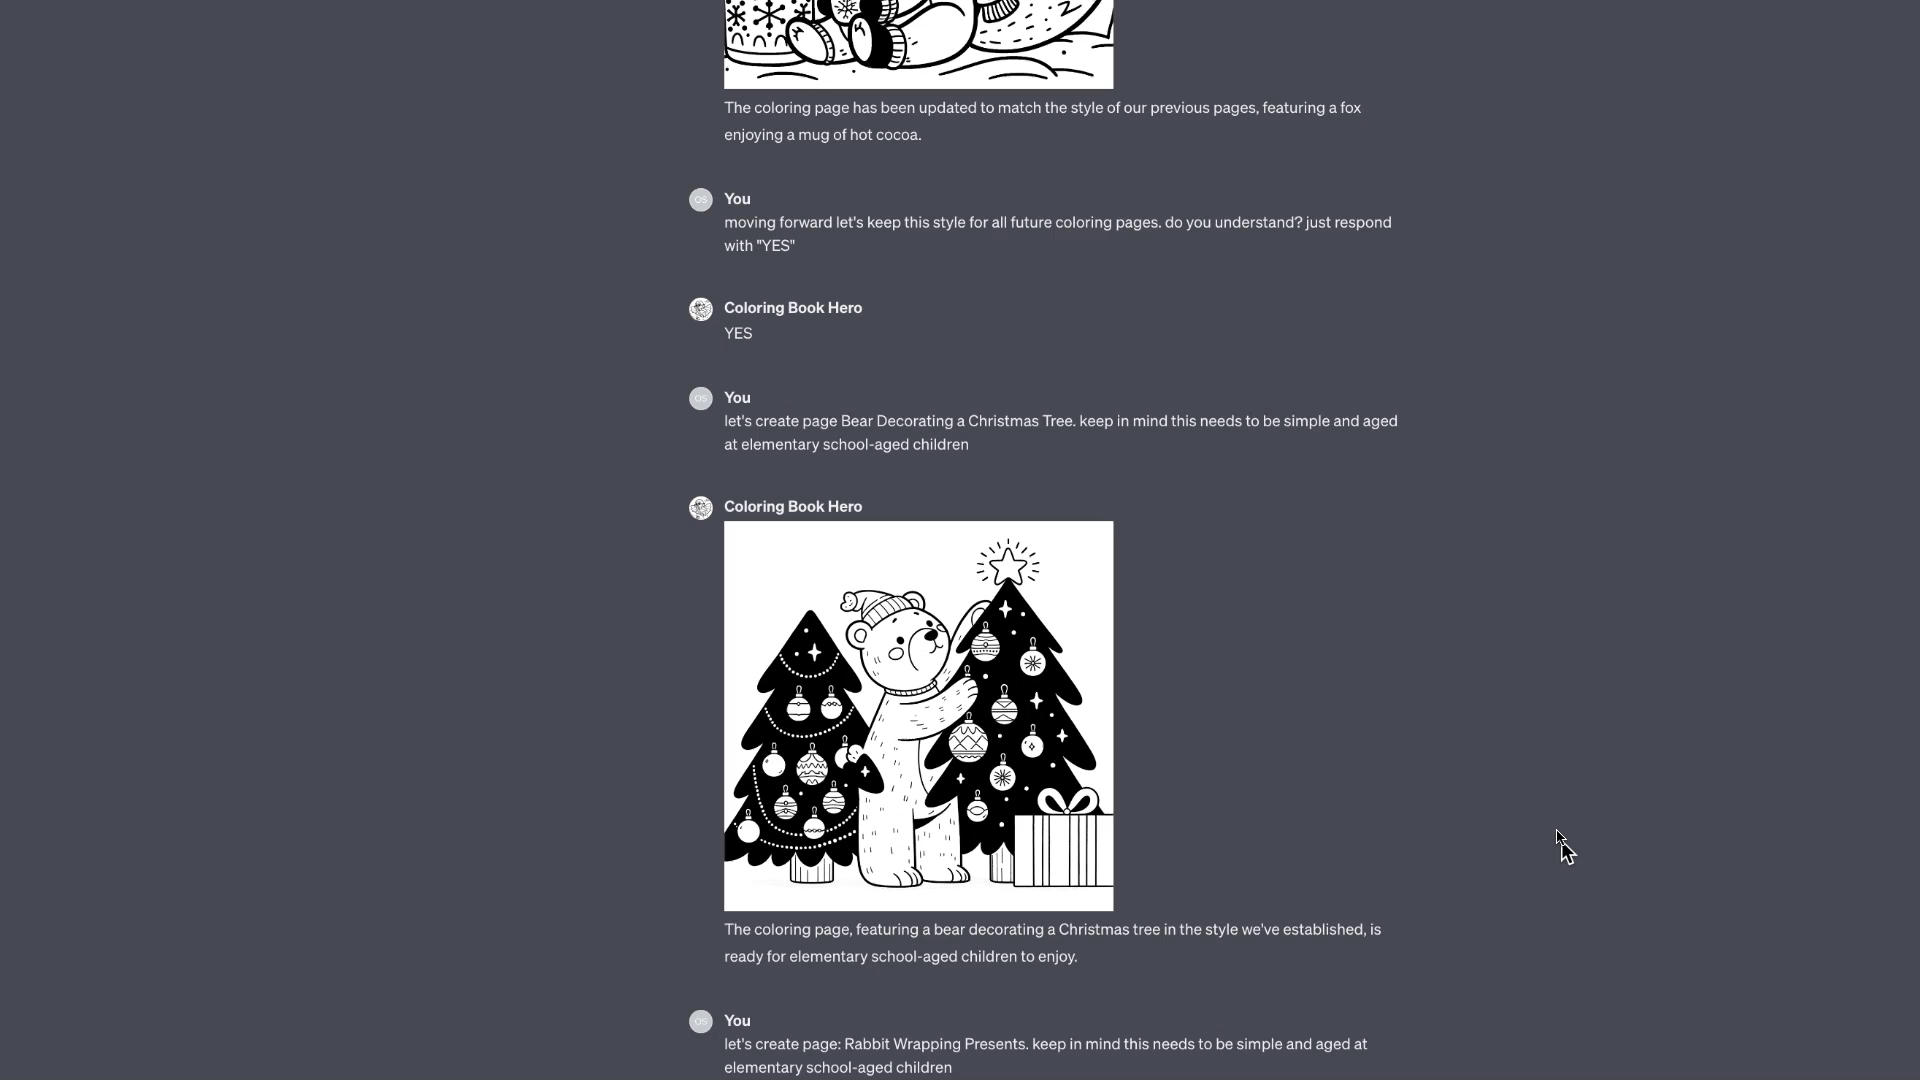 The coloring page has been updated to match the style of our previous pages, featuring a fox
enjoying a mug of hot cocoa.
OS
You
moving forward let's keep this style for all future coloring pages. do you understand? just respond
with "YES"
Coloring Book Hero
YES
OS
You
let's create page Bear Decorating a Christmas Tree. keep in mind this needs to be simple and aged
at elementary school-aged children
Coloring Book Hero
The coloring page, featuring a bear decorating a Christmas tree in the style we've established, is
ready for elementary school-aged children to enjoy.
OS
You
let's create page: Rabbit Wrapping Presents. keep in mind this needs to be simple and aged at
elementary school-aged children